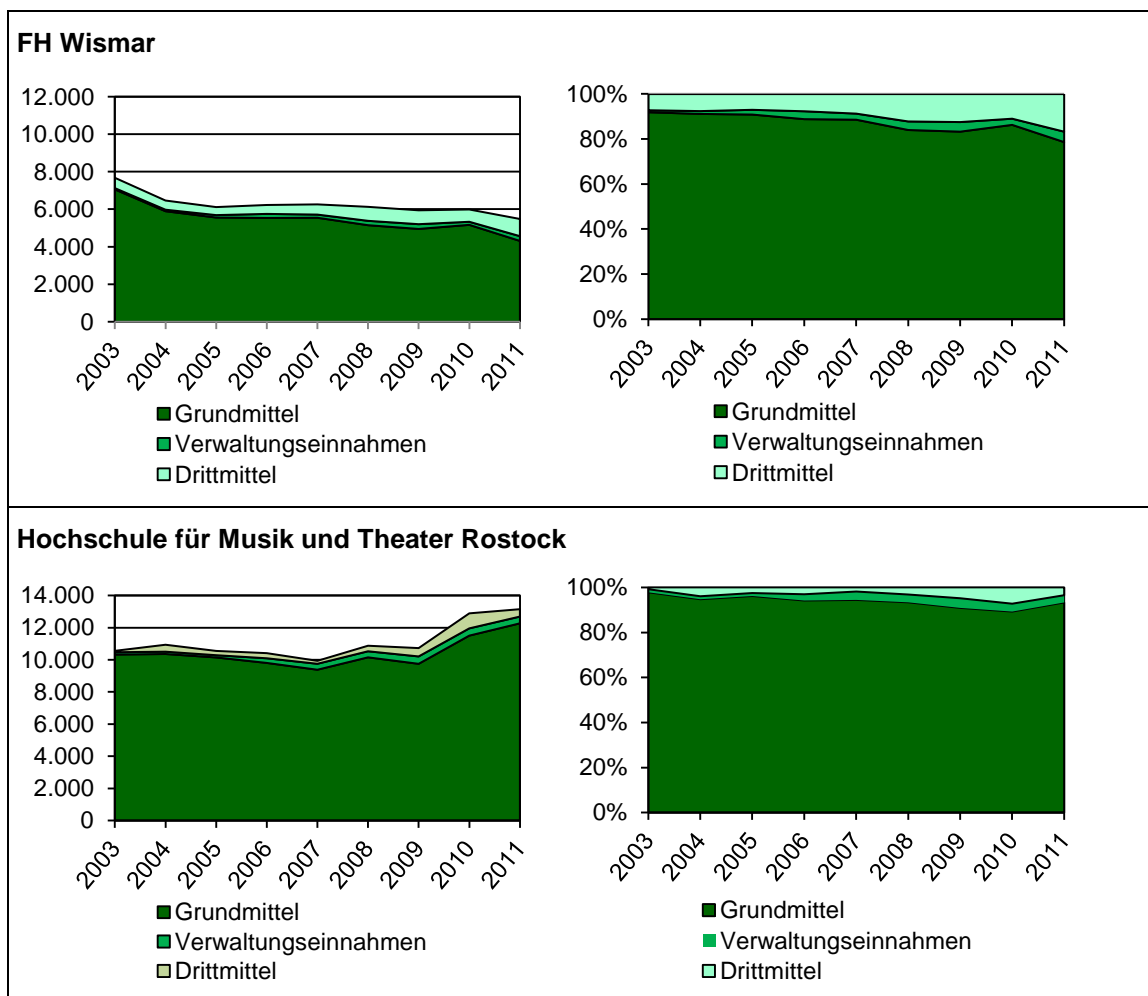 FH Wismar
12.000
10.000
8.000
6.000
4.000
2.000
0
2003 2004 2005 2006 2007 2008 2009 2010 2011
Grundmittel
Verwaltungseinnahmen
Drittmittel
100%
80%
60%
40%
20%
0%
2003 2004 2005 2006 2007 2008 2009 2010 2011
Grundmittel
Verwaltungseinnahmen
Drittmittel
Hochschule für Musik und Theater Rostock
14.000
12.000
10.000
8.000
6.000
4.000
2.000
0
2003 2004 2005 2006 2007 2008 2009 2010 2011
Grundmittel
Verwaltungseinnahmen
Drittmittel
100%
80%
60%
40%
20%
0%
2003 2004 2005 2006 2007 2008 2009 2010 2011
Grundmittel
Verwaltungseinnahmen
Drittmittel